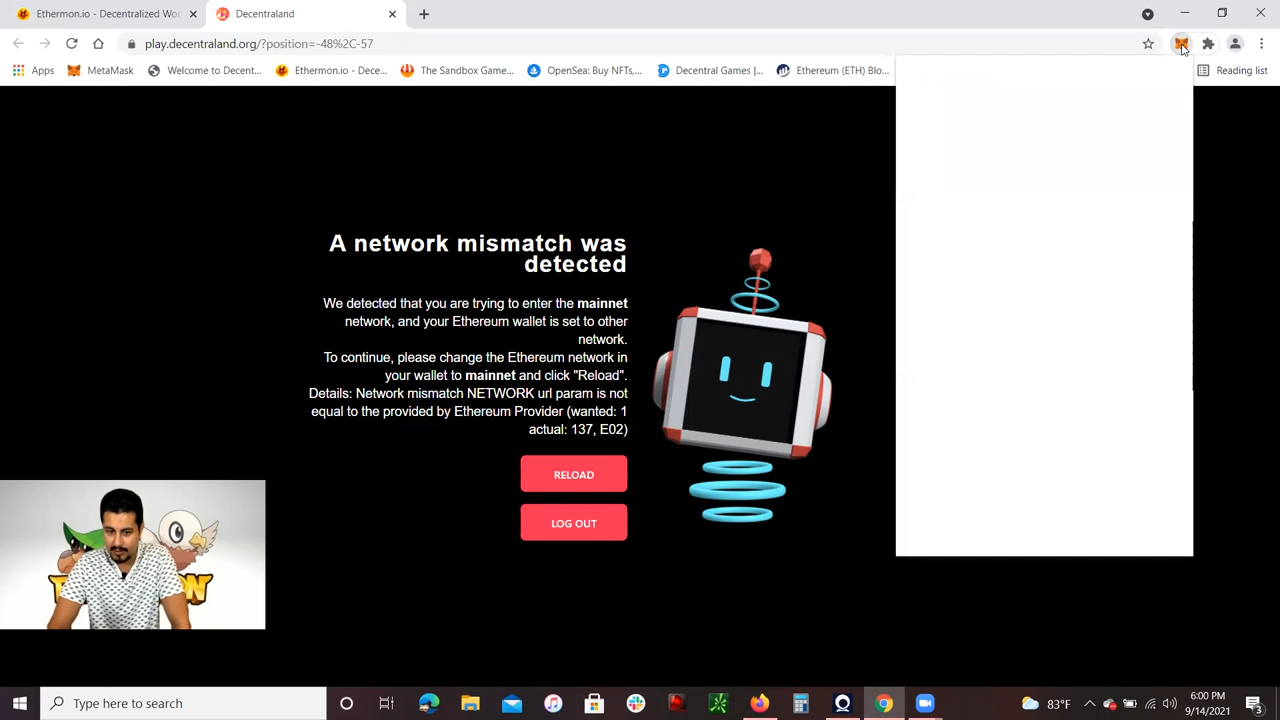 Ethermon.io - Decentralized Wor
Decentraland
play.decentraland.org/?position=-48%2C-57
Apps
MetaMask
Welcome to Decent...
Ethermon.io - Dece...
The Sandbox Game...
OpenSea: Buy NFTs,...
Decentral Games |...
Ethereum (ETH) Blo...
Reading list
A network mismatch was
detected
We detected that you are trying to enter the mainnet
network, and your Ethereum wallet is set to other
network.
To continue, please change the Ethereum network in
your wallet to mainnet and click "Reload".
Details: Network mismatch NETWORK url param is not
equal to the provided by Ethereum Provider (wanted: 1
actual: 137, E02)
RELOAD
LOG OUT
Type here to search
83°F
6:00 PM
9/14/2021
3